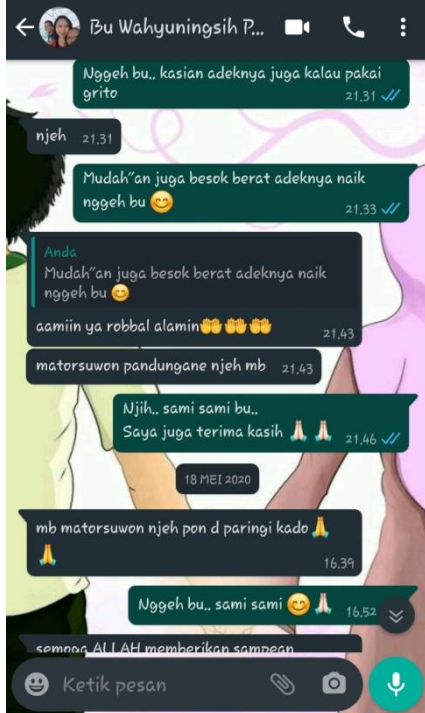 Bu Wahyuningsih P...
Nggeh bu.. kasian adeknya juga kalau pakai
grito
21.31
njeh 21.31
Mudah"an juga besok berat adeknya naik
nggeh bu 😊
21.33
Anda
Mudah"an juga besok berat adeknya naik
nggeh bu 😊
aamiin ya robbal alamin🤲🤲🤲
21.43
matorsuwon pandungane njeh mb 21.43
Njih.. sami sami bu..
Saya juga terima kasih 🙏🏻 🙏🏻 21.46
18 MEI 2020
mb matorsuwon njeh pon d paringi kado🙏
🙏
16.39
Nggeh bu.. sami sami 😊🙏🏻 16.52
semoga ALLAH memberikan sampean
Ketik pesan